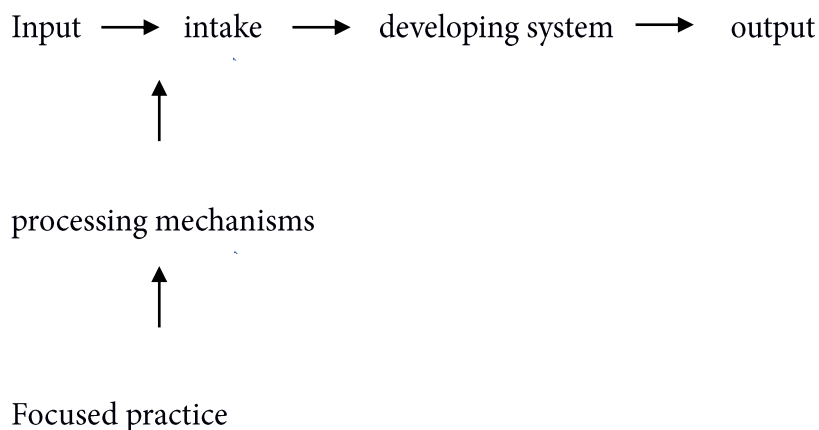 Input intake developing system output
processing mechanisms
Focused practice